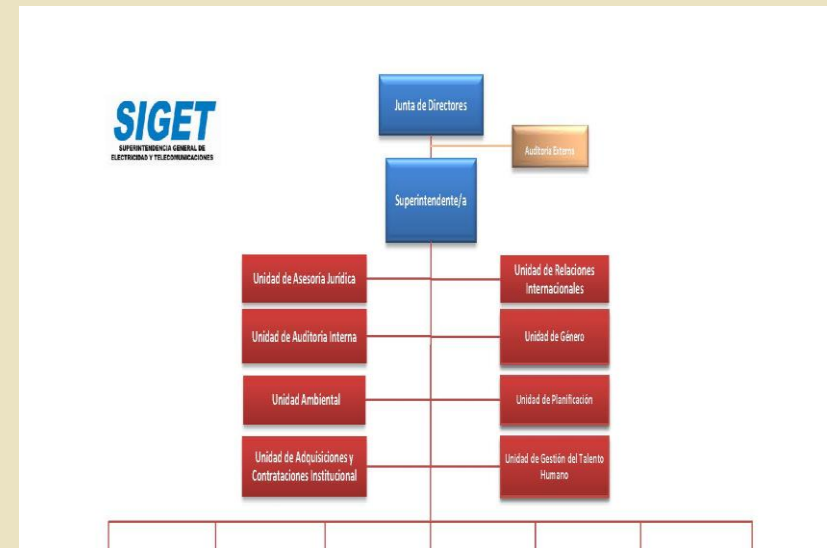 Junta de Directores
SIGET
SUPERINTENDENCIA GENERAL DE
ELECTRICIDAD Y TELECOMUNICACIONES
Auditoría Externa
Superintendente/a
Unidad de Asesoría Jurídica
Unidad de Relaciones
Internacionales
Unidad de Auditoría Interna
Unidad de Género
Unidad Ambiental
Unidad de Planificación
Unidad de Adquisiciones y
Contrataciones Institucional
Unidad de Gestión del Talento
Humano